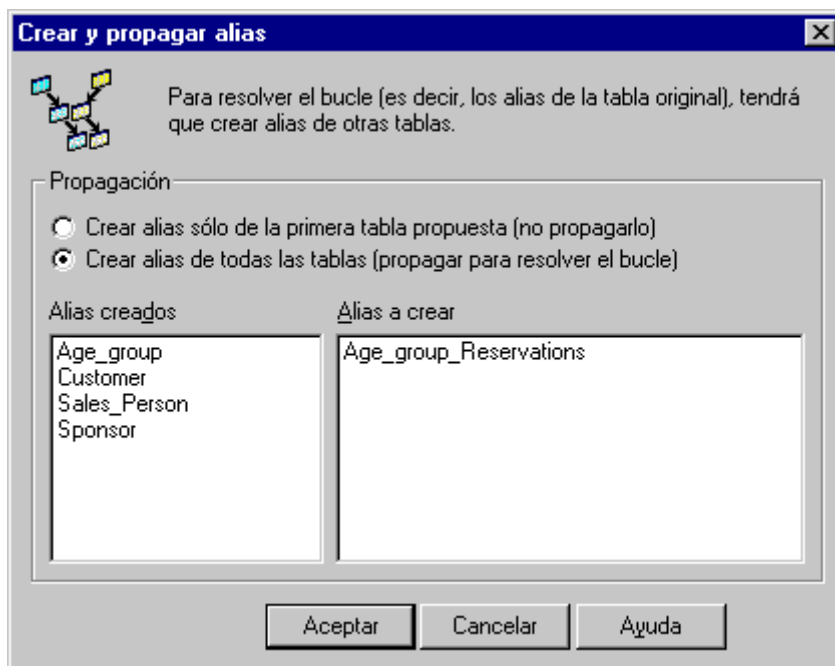 Crear y propagar alias
Para resolver el bucle (es decir, los alias de la tabla original), tendrá
que crear alias de otras tablas.
Propagación
Crear alias sólo de la primera tabla propuesta (no propagarlo)
Crear alias de todas las tablas (propagar para resolver el bucle)
Alias creados
Alias a crear
Age_group
Customer
Sales_Person
Sponsor
Age_group_Reservations
Aceptar
Cancelar
Ayuda